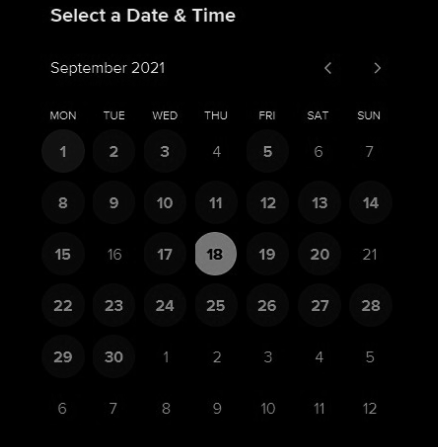 Select a Date & Time
September 2021
MON TUE WED THU FRI SAT SUN
1 2 3 4 5 6 7
8 9 10 11 12 13 14
15 16 17 18 19 20 21
22 23 24 25 26 27 28
29 30 1 2 3 4 5
6 7 8 9 10 11 12